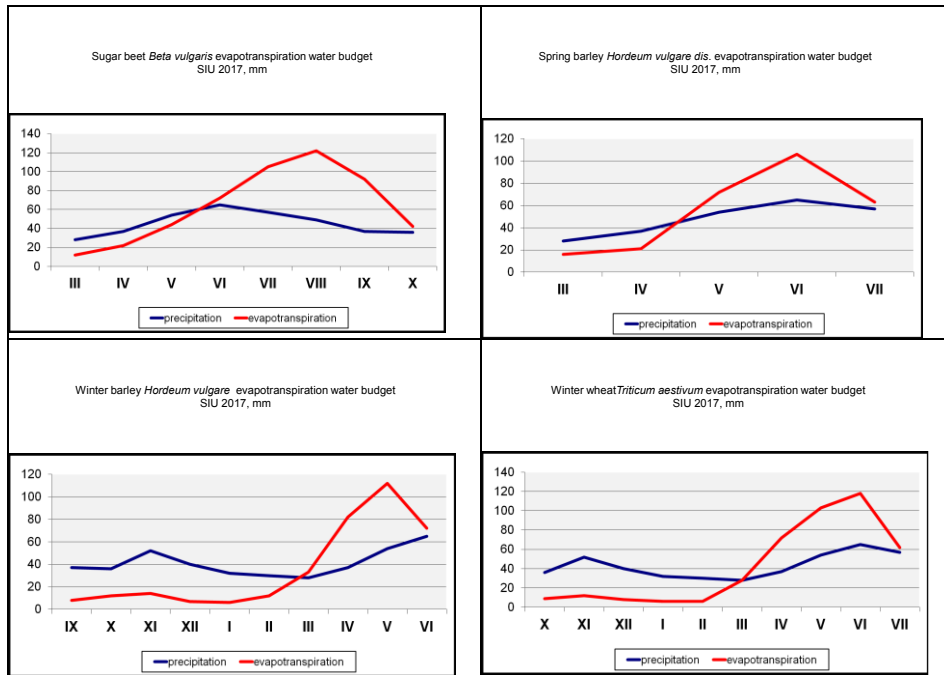 Sugar beet Beta vulgaris evapotranspiration water budget
SIU 2017, mm
140
120
100
80
60
40
20
0
III IV V VI VII VIII IX X
precipitation evapotranspiration
Spring barley Hordeum vulgare dis. evapotranspiration water budget
SIU 2017, mm
120
100
80
60
40
20
0
III IV V VI VII
precipitation evapotranspiration
Winter barley Hordeum vulgare evapotranspiration water budget
SIU 2017, mm
120
100
80
60
40
20
0
IX X XI XII I II III IV V VI
precipitation evapotranspiration
Winter wheatTriticum aestivum evapotranspiration water budget
SIU 2017, mm
140
120
100
80
60
40
20
0
X XI XII I II III IV V VI VII
precipitation evapotranspiration